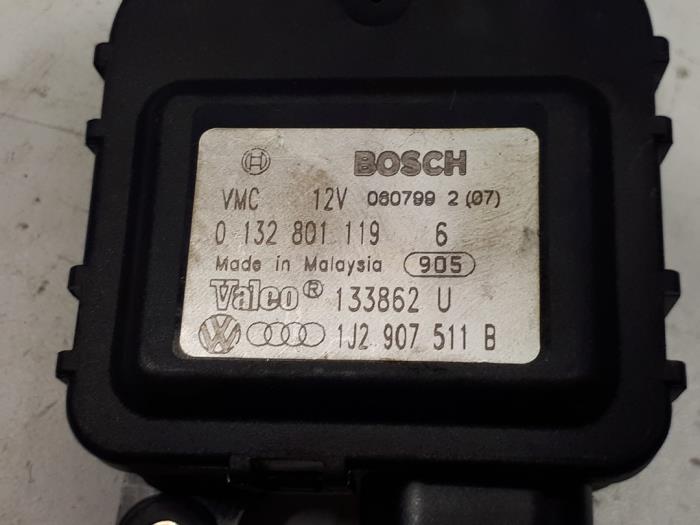 BOSCH
VMC 12V 060799 2 (07)
0 132 801 119 6
Made in Malaysia 905
Valeo® 133862 U
1J2 907 511 B